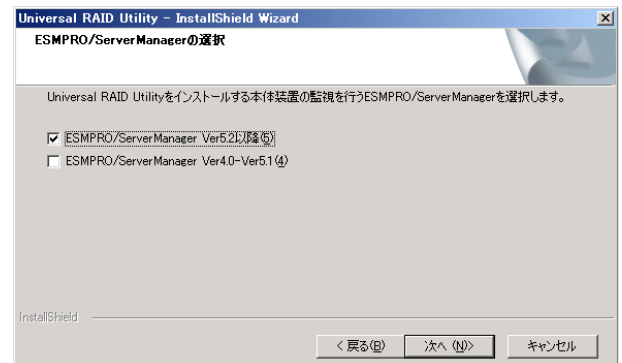 Universal RAID Utility - InstallShield Wizard
ESMPRO/ServerManagerの選択
Universal RAID Utilityをインストールする本体装置の監視を行うESMPRO/ServerManagerを選択します。
ESMPRO/ServerManager Ver5.2以降(5)
ESMPRO/ServerManager Ver4.0-Ver5.1(4)
InstallShield
< 戻る(B)
次へ (N)>
キャンセル